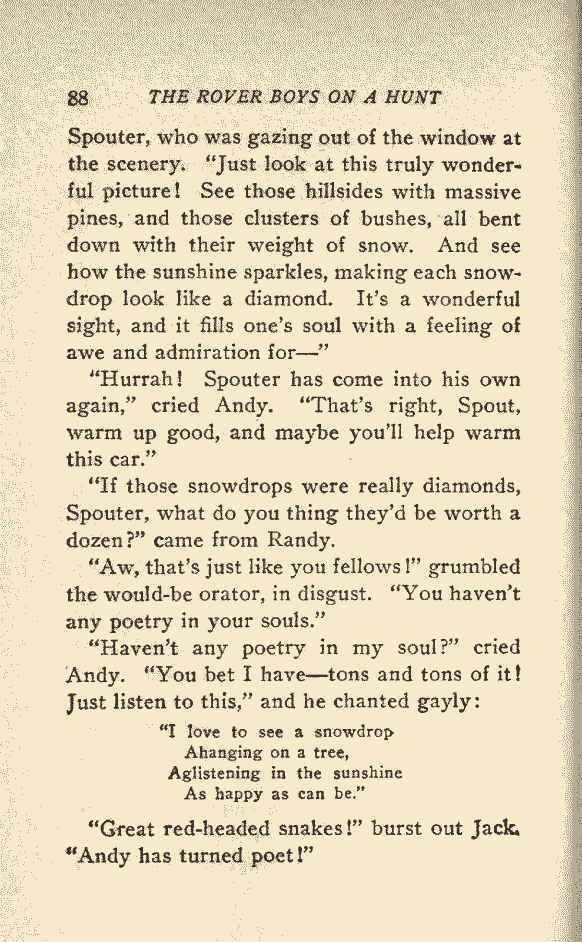 88 THE ROVER BOYS ON A HUNT
Spouter, who was gazing out of the window at
the scenery. "Just look at this truly wonder-
ful picture! See those hillsides with massive
pines, and those clusters of bushes, all bent
down with their weight of snow. And see
how the sunshine sparkles, making each snow-
drop look like a diamond. It's a wonderful
sight, and it fills one's soul with a feeling of
awe and admiration for—"
"Hurrah! Spouter has come into his own
again," cried Andy. "That's right, Spout,
warm up good, and maybe you'll help warm
this car."
"If those snowdrops were really diamonds,
Spouter, what do you thing they'd be worth a
dozen?" came from Randy.
"Aw, that's just like you fellows!" grumbled
the would-be orator, in disgust. "You haven't
any poetry in your souls."
"Haven't any poetry in my soul?" cried
Andy. "You bet I have—tons and tons of it!
Just listen to this," and he chanted gayly:
"I love to see a snowdrop
Ahanging on a tree,
Aglistening in the sunshine
As happy as can be."
"Great red-headed snakes!" burst out Jack.
"Andy has turned poet!"